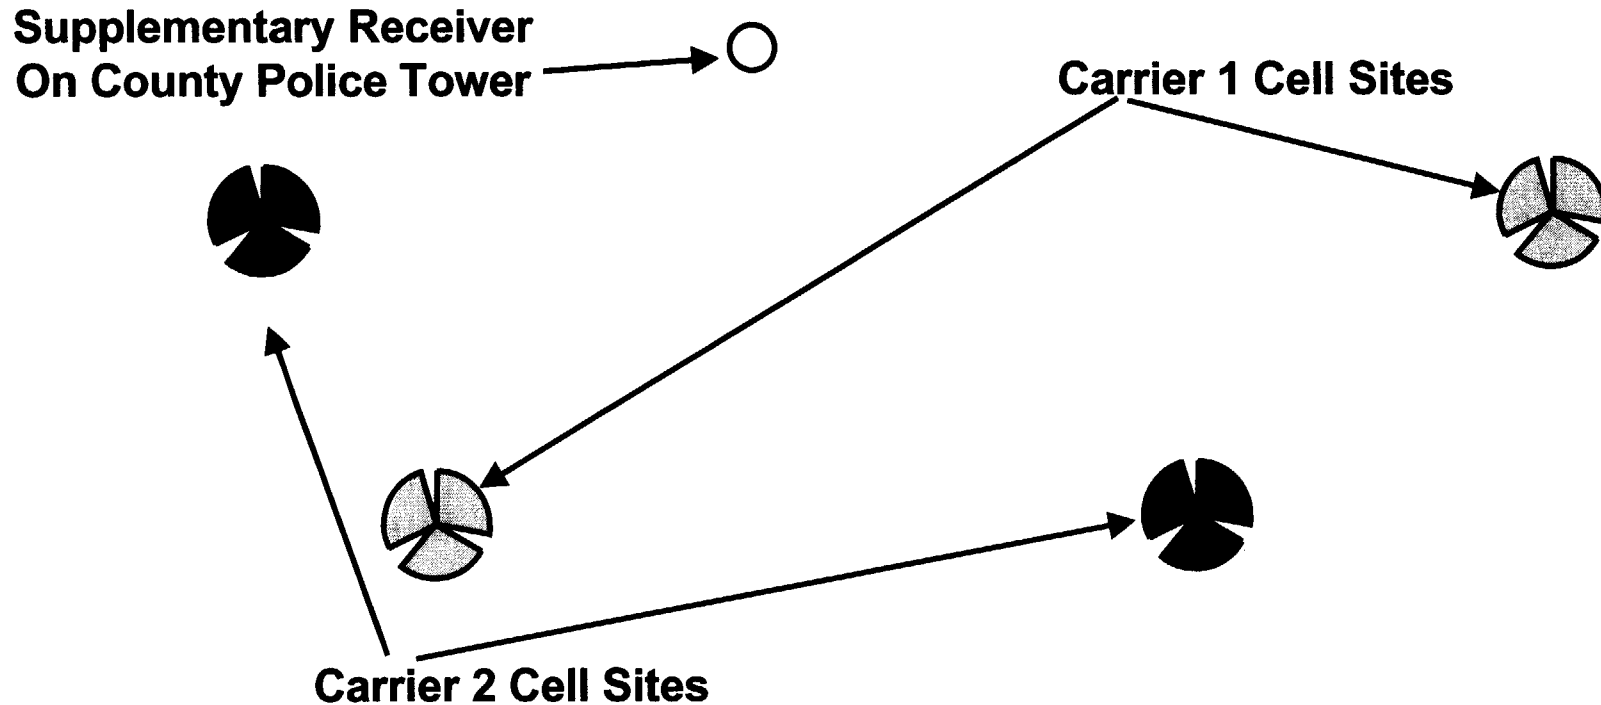 Supplementary Receiver
On County Police Tower
Carrier 1 Cell Sites
Carrier 2 Cell Sites